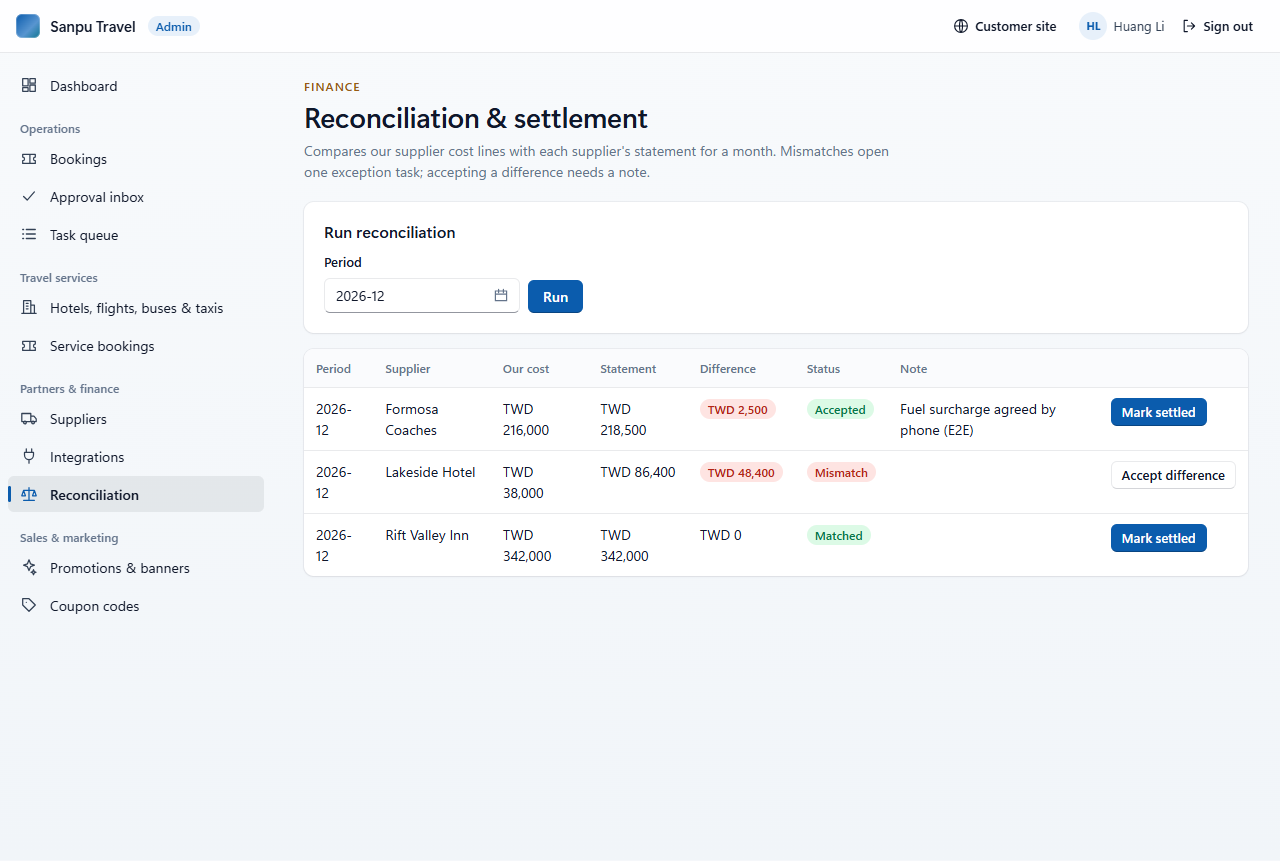 Sanpu Travel Admin
Customer site HL Huang Li Sign out
Dashboard
Operations
Bookings
Approval inbox
Task queue
Travel services
Hotels, flights, buses & taxis
Service bookings
Partners & finance
Suppliers
Integrations
Reconciliation
Sales & marketing
Promotions & banners
Coupon codes
FINANCE
Reconciliation & settlement
Compares our supplier cost lines with each supplier's statement for a month. Mismatches open
one exception task; accepting a difference needs a note.
Run reconciliation
Period
2026-12 Run
Period Supplier Our cost Statement Difference Status Note
2026- Formosa TWD TWD TWD 2,500 Accepted Fuel surcharge agreed by Mark settled
12 Coaches 216,000 218,500 phone (E2E)
2026- Lakeside Hotel TWD TWD 86,400 TWD 48,400 Mismatch Accept difference
12 38,000
2026- Rift Valley Inn TWD TWD TWD 0 Matched Mark settled
12 342,000 342,000